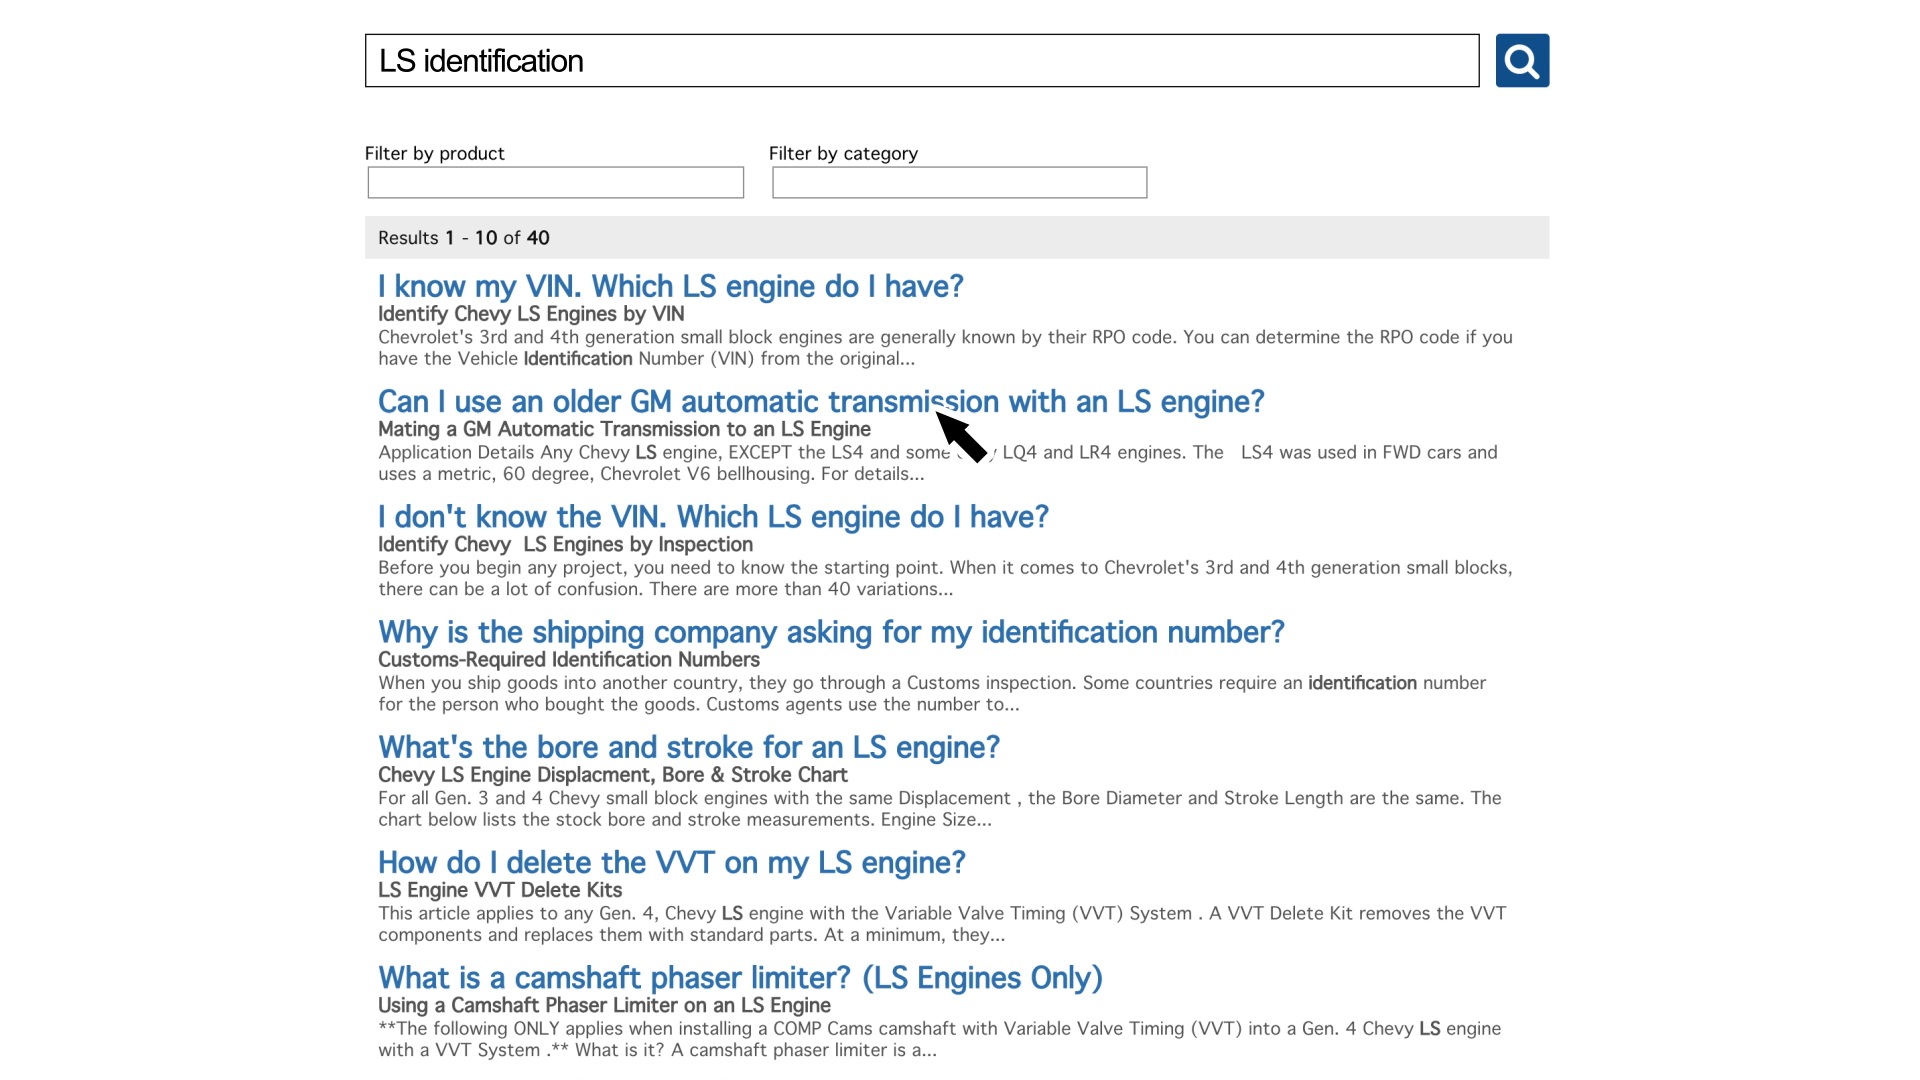 LS identification
Filter by product Filter by category
Results 1 - 10 of 40
I know my VIN. Which LS engine do I have?
Identify Chevy LS Engines by VIN
Chevrolet's 3rd and 4th generation small block engines are generally known by their RPO code. You can determine the RPO code if you
have the Vehicle Identification Number (VIN) from the original...
Can I use an older GM automatic transmission with an LS engine?
Mating a GM Automatic Transmission to an LS Engine
Application Details Any Chevy LS engine, EXCEPT the LS4 and some LQ4 and LR4 engines. The LS4 was used in FWD cars and
uses a metric, 60 degree, Chevrolet V6 bellhousing. For details...
I don't know the VIN. Which LS engine do I have?
Identify Chevy LS Engines by Inspection
Before you begin any project, you need to know the starting point. When it comes to Chevrolet's 3rd and 4th generation small blocks,
there can be a lot of confusion. There are more than 40 variations...
Why is the shipping company asking for my identification number?
Customs-Required Identification Numbers
When you ship goods into another country, they go through a Customs inspection. Some countries require an identification number
for the person who bought the goods. Customs agents use the number to...
What's the bore and stroke for an LS engine?
Chevy LS Engine Displacment, Bore & Stroke Chart
For all Gen. 3 and 4 Chevy small block engines with the same Displacement , the Bore Diameter and Stroke Length are the same. The
chart below lists the stock bore and stroke measurements. Engine Size...
How do I delete the VVT on my LS engine?
LS Engine VVT Delete Kits
This article applies to any Gen. 4, Chevy LS engine with the Variable Valve Timing (VVT) System . A VVT Delete Kit removes the VVT
components and replaces them with standard parts. At a minimum, they...
What is a camshaft phaser limiter? (LS Engines Only)
Using a Camshaft Phaser Limiter on an LS Engine
**The following ONLY applies when installing a COMP Cams camshaft with Variable Valve Timing (VVT) into a Gen. 4 Chevy LS engine
with a VVT System .** What is it? A camshaft phaser limiter is a...